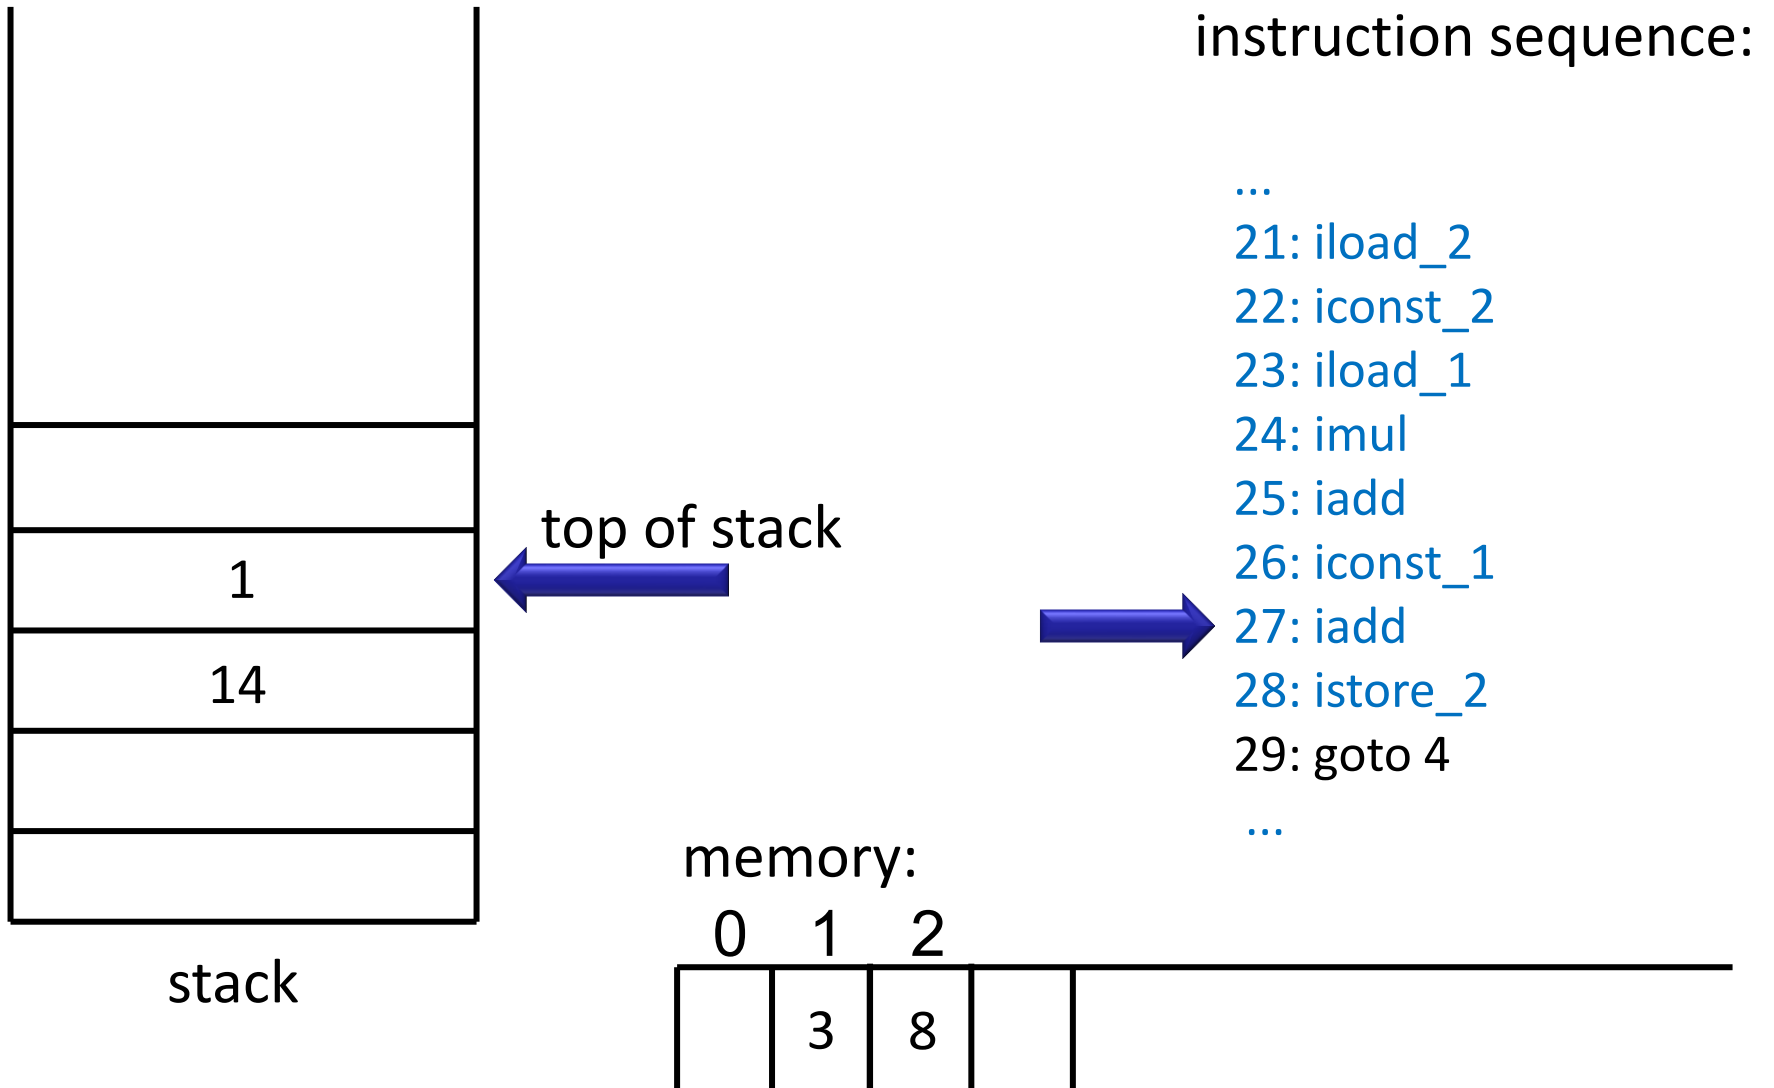 instruction sequence:
...
21: iload_2
22: iconst_2
23: iload_1
24: imul
25: iadd
26: iconst_1
27: iadd
28: istore_2
29: goto 4
...
top of stack
1
14
stack
memory:
0 1 2
3 8